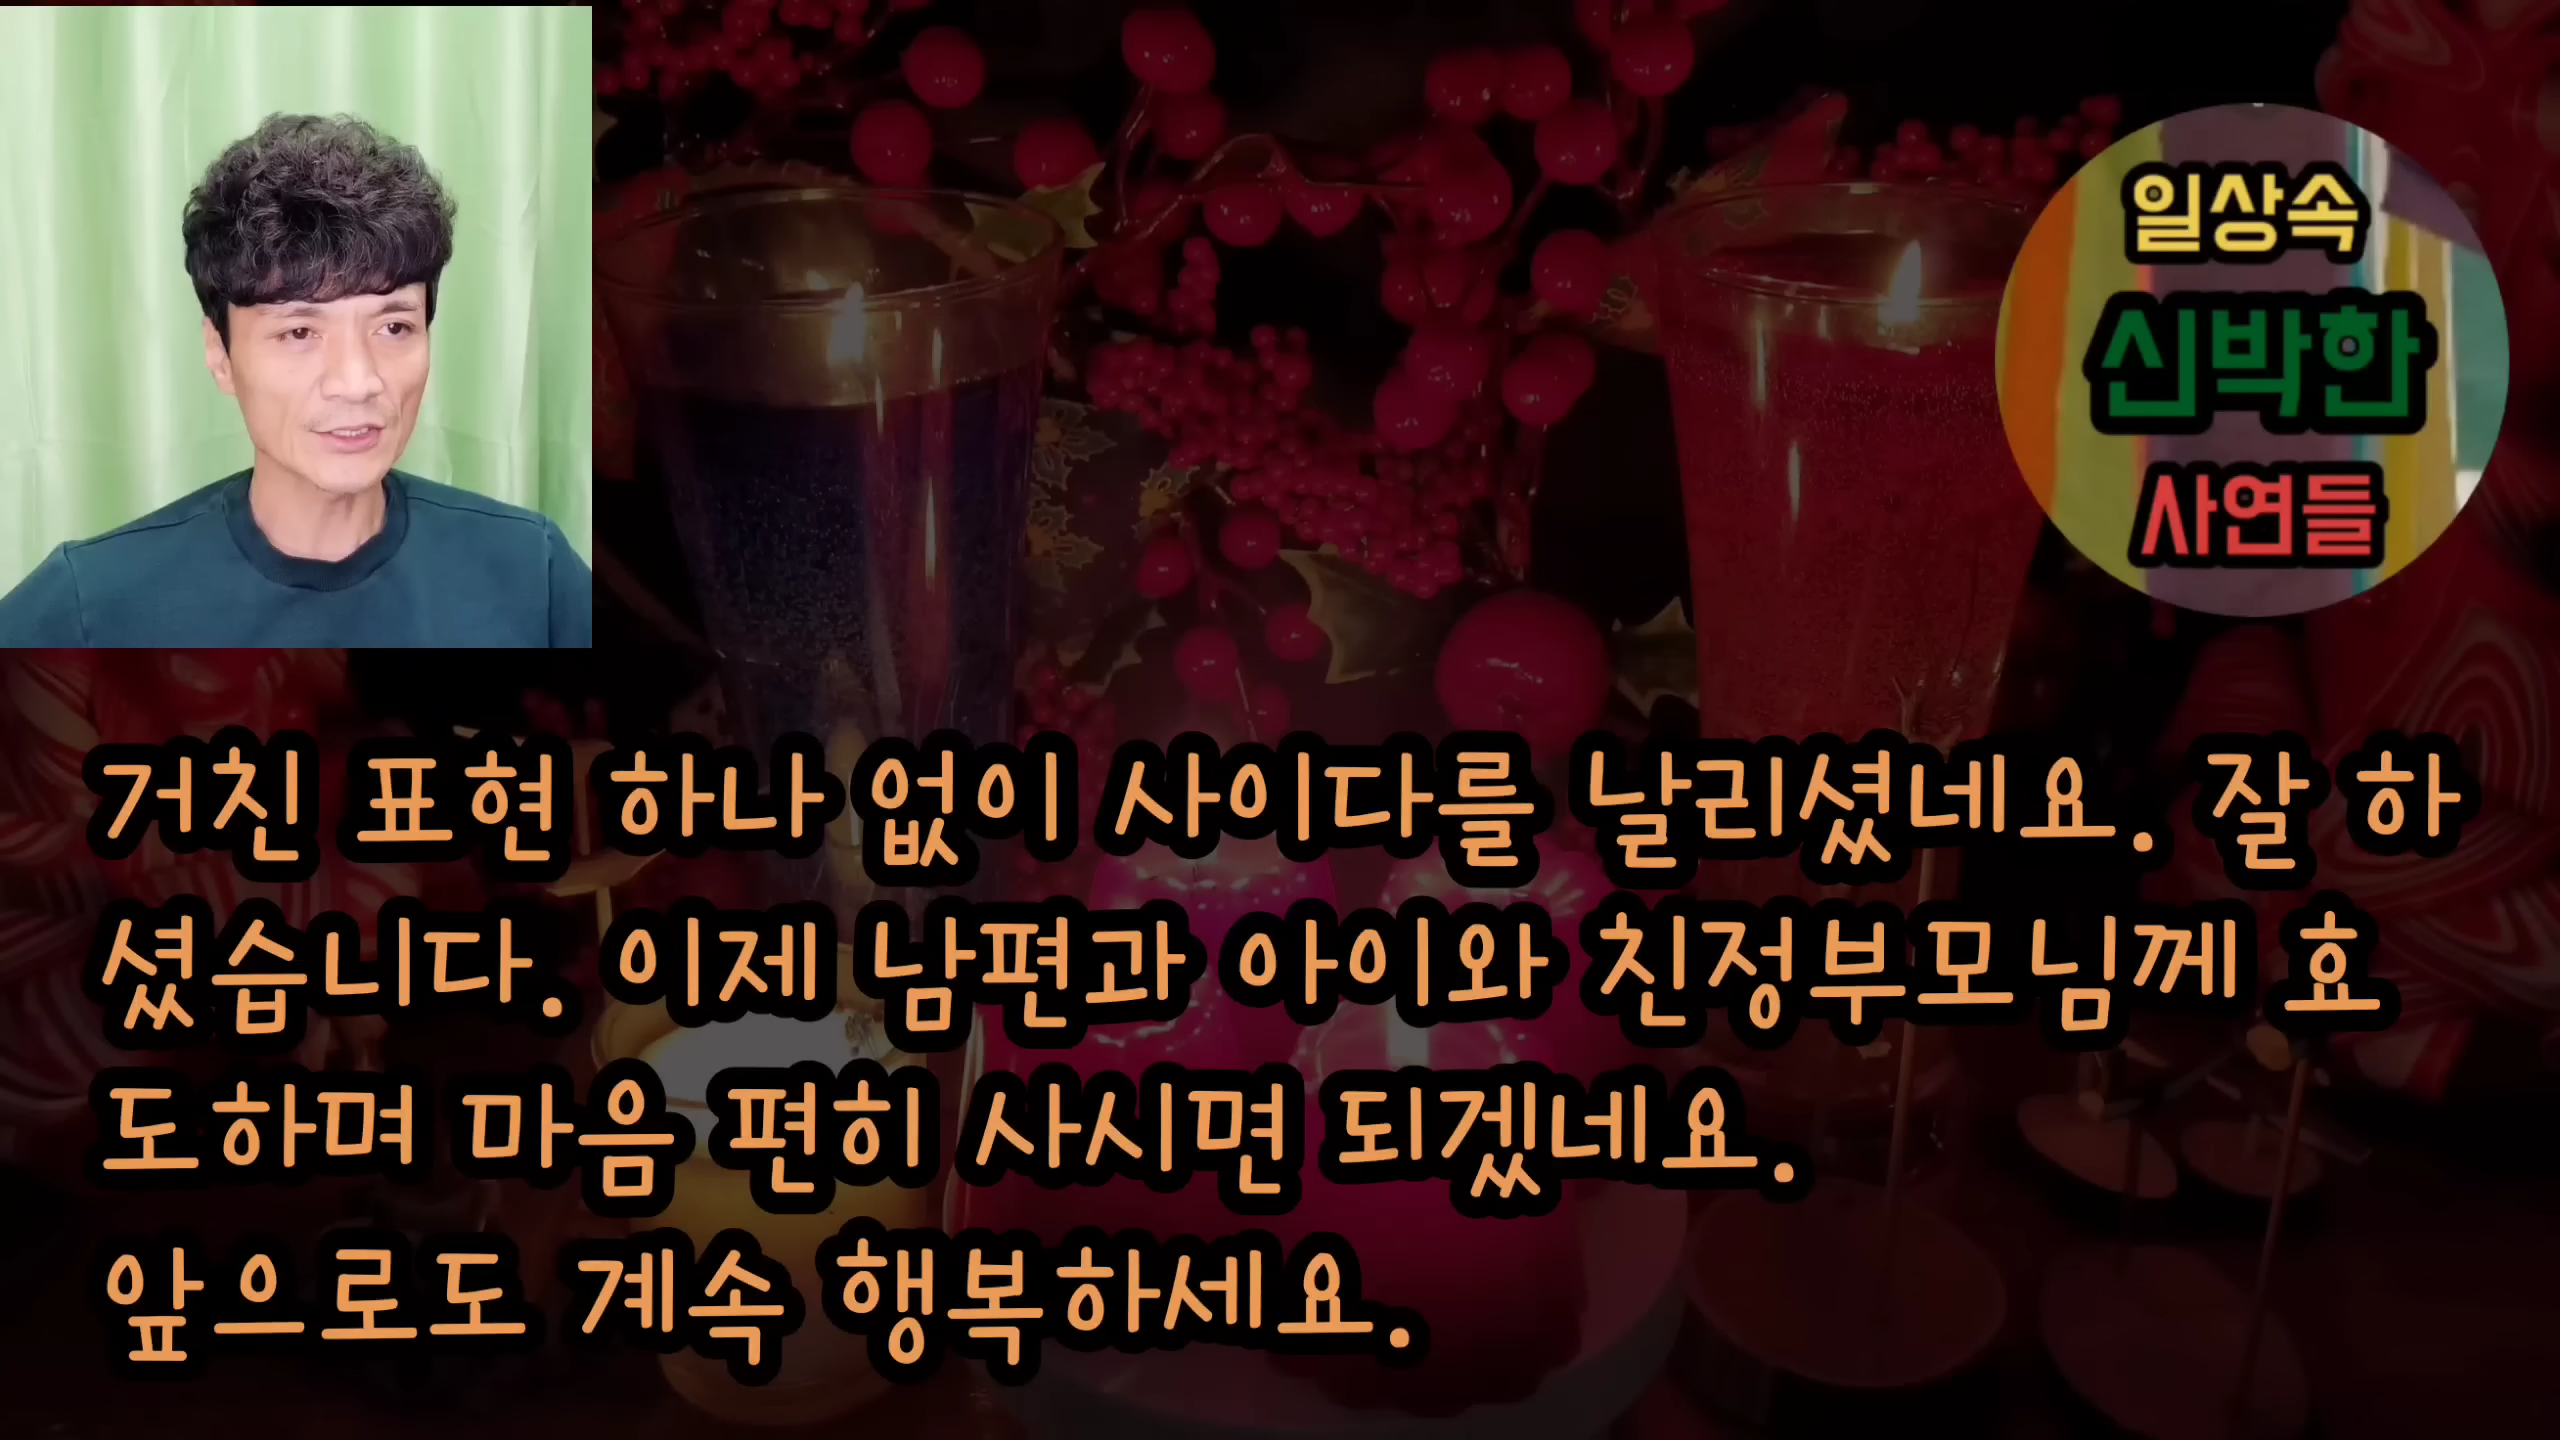 일상속
신박한
사연들
거친 표현 하나 없이 사이다를 날리셨네요. 잘 하
셨습니다. 이제 남편과 아이와 친정부모님께 효
도하며 마음 편히 사시면 되겠네요.
앞으로도 계속 행복하세요.